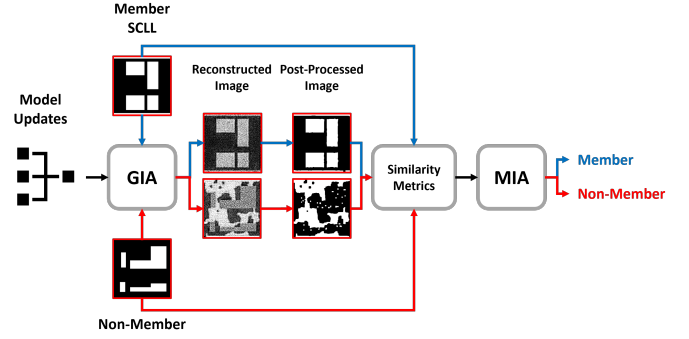 Member
SCLL
Reconstructed
Image
Post-Processed
Image
Model
Updates
GIA
Similarity
Metrics
MIA
Member
Non-Member
Non-Member